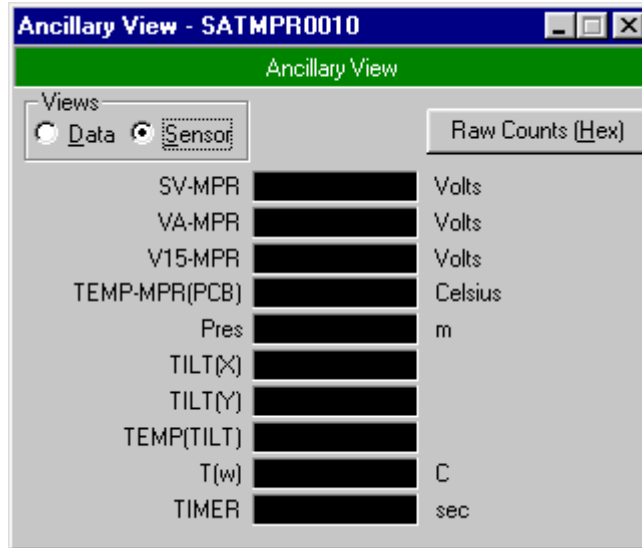 Ancillary View - SATMPR0010
Ancillary View
Views
Data Sensor Raw Counts (Hex)
SV-MPR Volts
VA-MPR Volts
V15-MPR Volts
TEMP-MPR(PCB) Celsius
Pres m
TILT(X)
TILT(Y)
TEMP(TILT)
T(w) C
TIMER sec